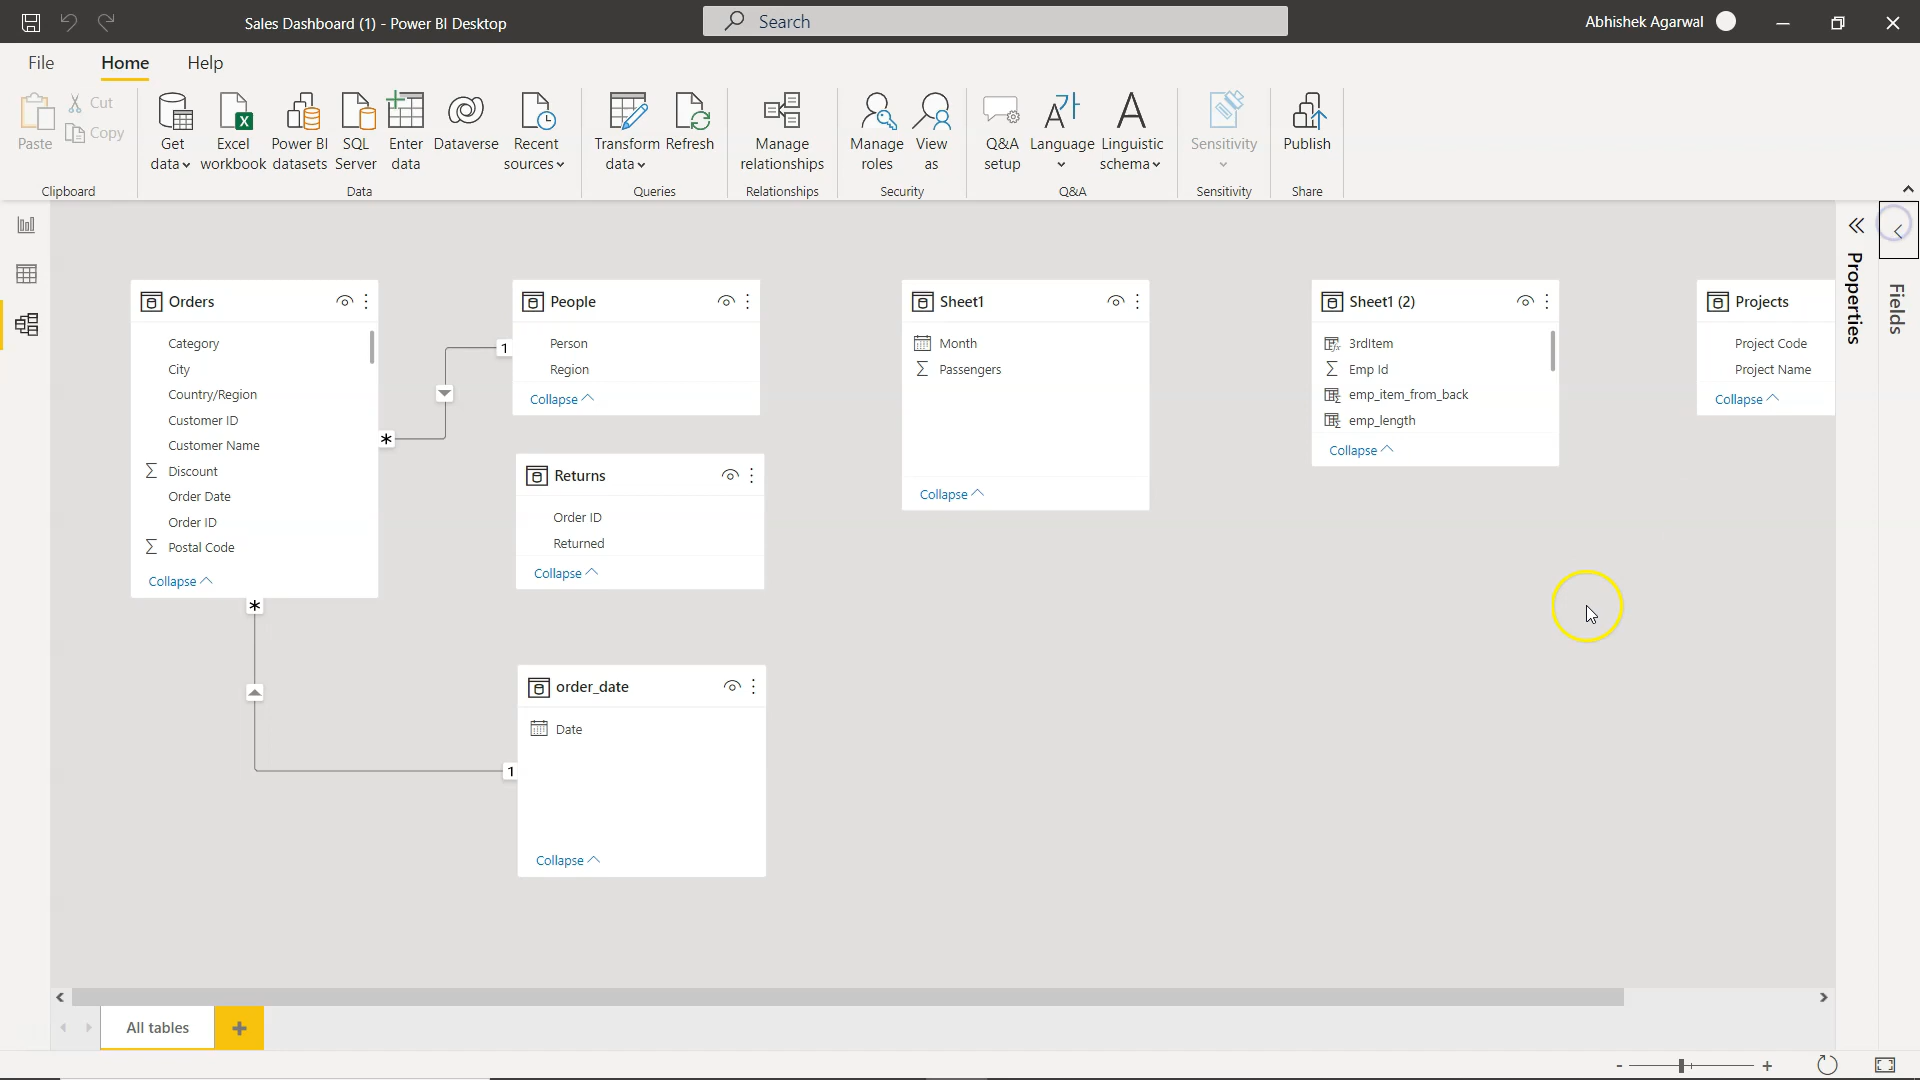 Sales Dashboard (1) - Power BI Desktop
Search
Abhishek Agarwal
File
Home
Help
Paste
Cut
Copy
Clipboard
Get data
Excel workbook
Power BI datasets
SQL Server
Enter data
Dataverse
Recent sources
Data
Transform data
Refresh
Queries
Manage relationships
Relationships
Manage roles
View as
Security
Q&A setup
Language
Linguistic schema
Q&A
Sensitivity
Sensitivity
Publish
Share
Orders
Category
City
Country/Region
Customer ID
Customer Name
Discount
Order Date
Order ID
Postal Code
Collapse
*
*
1
People
Person
Region
Collapse
Returns
Order ID
Returned
Collapse
order_date
Date
1
Collapse
Sheet1
Month
Passengers
Collapse
Sheet1 (2)
3rdItem
Emp Id
emp_item_from_back
emp_length
Collapse
Projects
Project Code
Project Name
Collapse
Properties
Fields
All tables